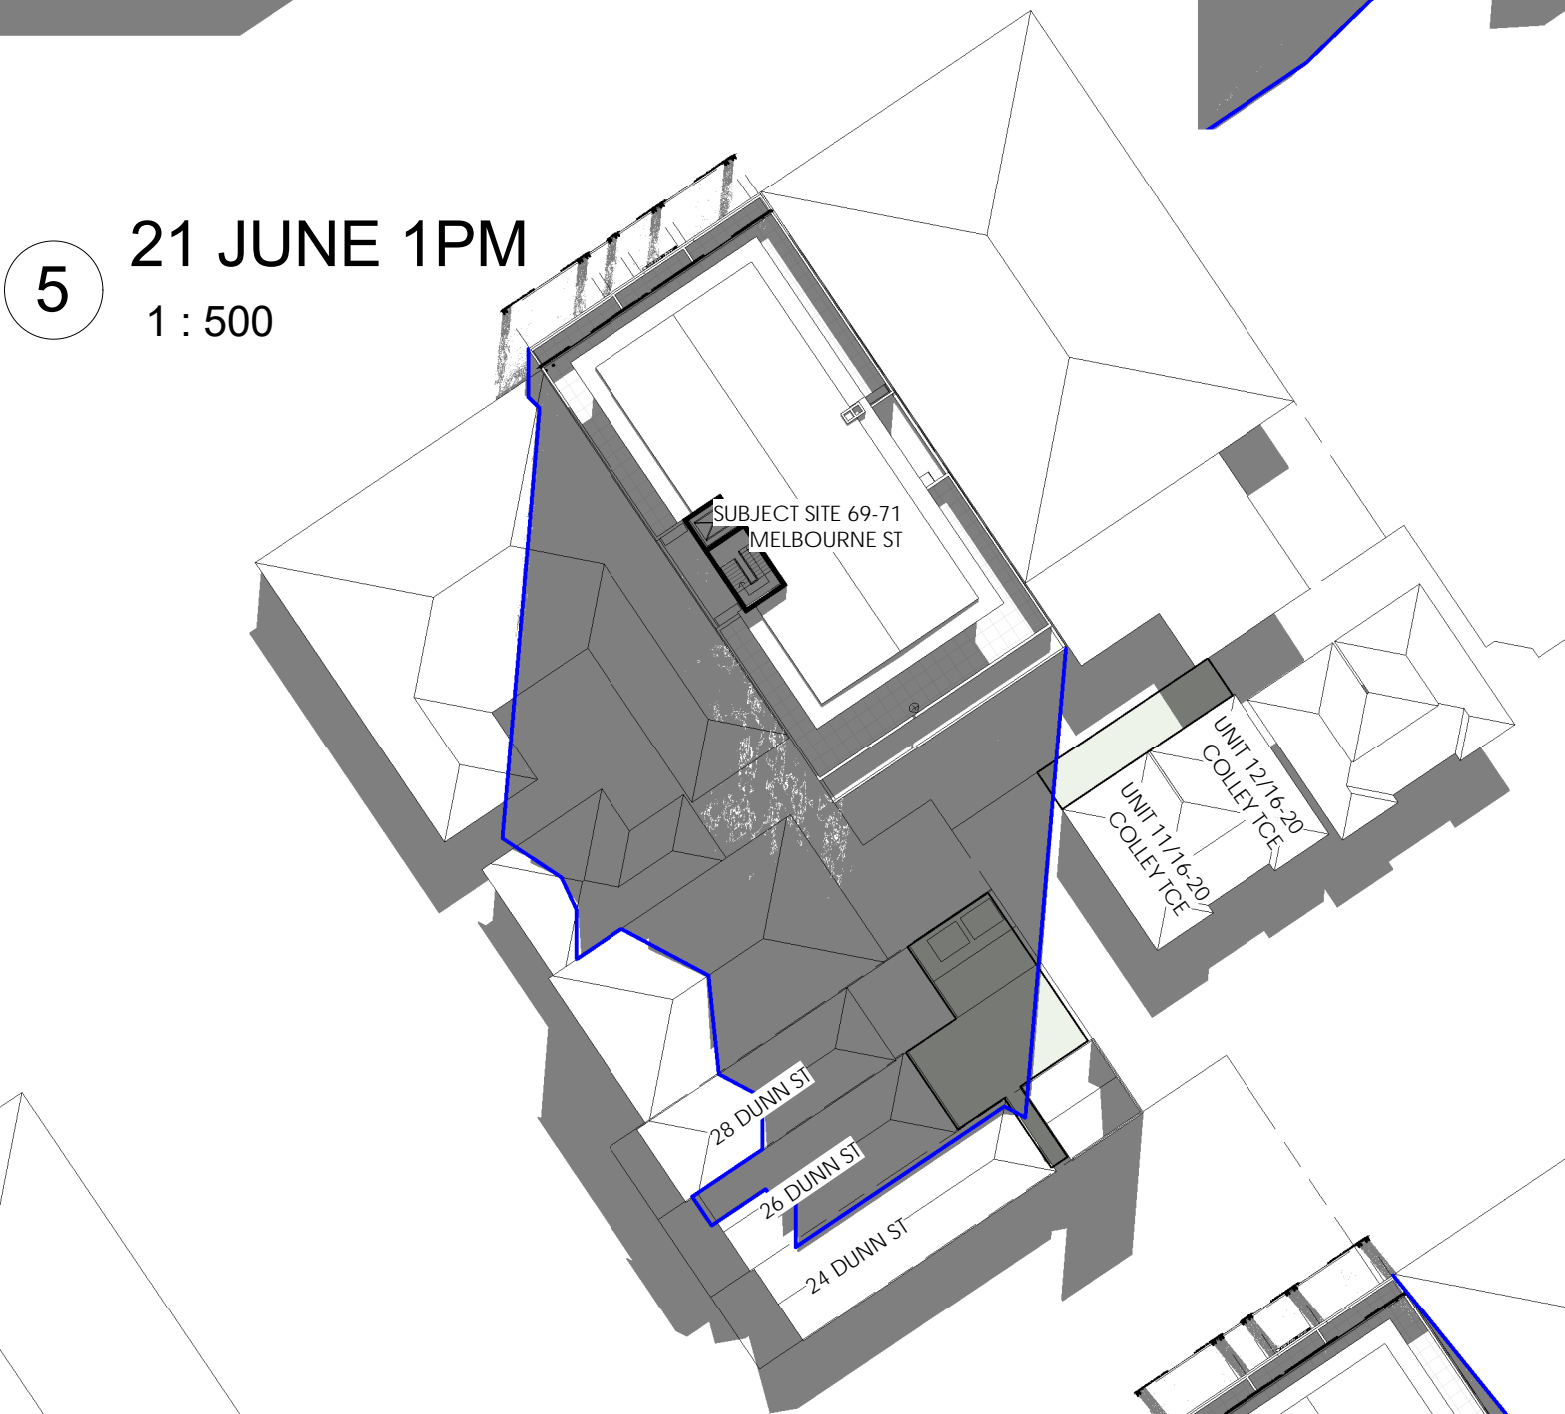 5
21 JUNE 1PM
1 : 500
SUBJECT SITE 69-71
MELBOURNE ST
UNIT 12/16-20
COLLEY TCE
UNIT 11/16-20
COLLEY TCE
28 DUNN ST
26 DUNN ST
24 DUNN ST